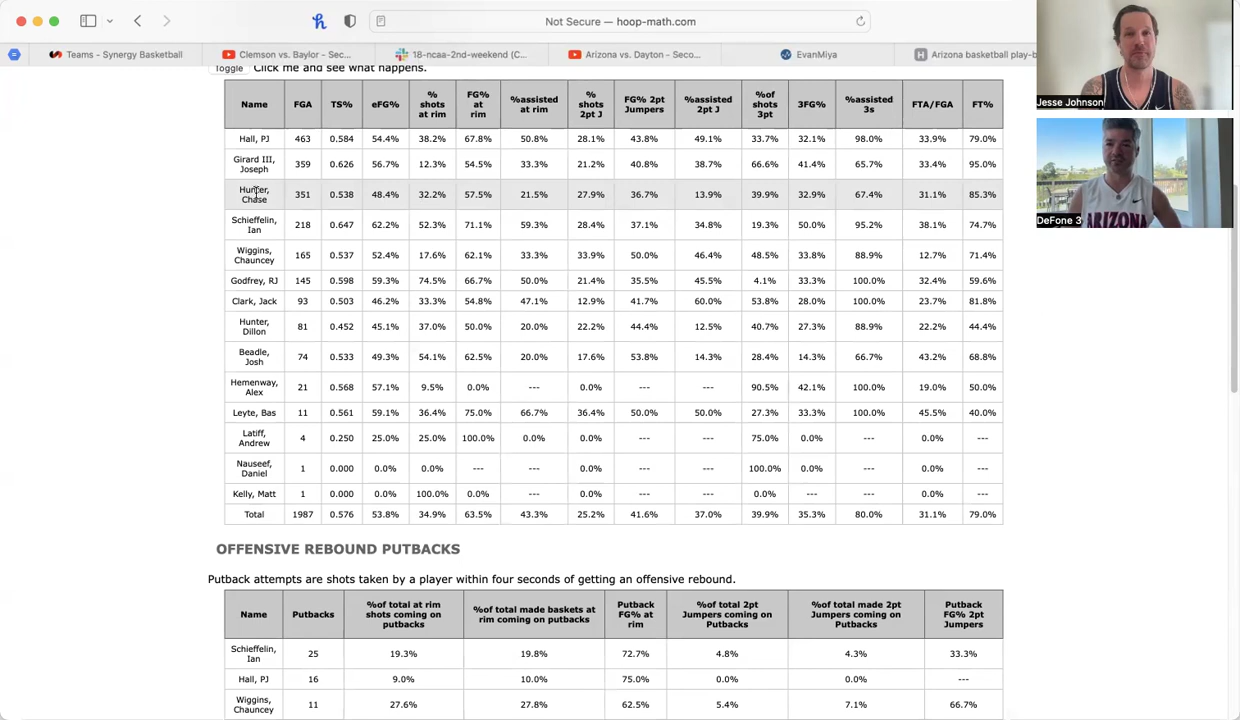 Not Secure — hoop-math.com
Teams - Synergy Basketball
Clemson vs. Baylor - Sec...
18-ncaa-2nd-weekend (C...
Arizona vs. Dayton - Seco...
EvanMiya
Arizona basketball play-b
Toggle Click me and see what happens.
Name FGA TS% eFG% % shots at rim FG% at rim %assisted at rim % shots 2pt J FG% 2pt Jumpers %assisted 2pt J %of shots 3pt 3FG% %assisted 3s FTA/FGA FT%
Hall, PJ 463 0.584 54.4% 38.2% 67.8% 50.8% 28.1% 43.8% 49.1% 33.7% 32.1% 98.0% 33.9% 79.0%
Girard III, Joseph 359 0.626 56.7% 12.3% 54.5% 33.3% 21.2% 40.8% 38.7% 66.6% 41.4% 65.7% 33.4% 95.0%
Hunter, Chase 351 0.538 48.4% 32.2% 57.5% 21.5% 27.9% 36.7% 13.9% 39.9% 32.9% 67.4% 31.1% 85.3%
Schieffelin, Ian 218 0.647 62.2% 52.3% 71.1% 59.3% 28.4% 37.1% 34.8% 19.3% 50.0% 95.2% 38.1% 74.7%
Wiggins, Chauncey 165 0.537 52.4% 17.6% 62.1% 33.3% 33.9% 50.0% 46.4% 48.5% 33.8% 88.9% 12.7% 71.4%
Godfrey, RJ 145 0.598 59.3% 74.5% 66.7% 50.0% 21.4% 35.5% 45.5% 4.1% 33.3% 100.0% 32.4% 59.6%
Clark, Jack 93 0.503 46.2% 33.3% 54.8% 47.1% 12.9% 41.7% 60.0% 53.8% 28.0% 100.0% 23.7% 81.8%
Hunter, Dillon 81 0.452 45.1% 37.0% 50.0% 20.0% 22.2% 44.4% 12.5% 40.7% 27.3% 88.9% 22.2% 44.4%
Beadle, Josh 74 0.533 49.3% 54.1% 62.5% 20.0% 17.6% 53.8% 14.3% 28.4% 14.3% 66.7% 43.2% 68.8%
Hemenway, Alex 21 0.568 57.1% 9.5% 0.0% --- 0.0% --- --- 90.5% 42.1% 100.0% 19.0% 50.0%
Leyte, Bas 11 0.561 59.1% 36.4% 75.0% 66.7% 36.4% 50.0% 50.0% 27.3% 33.3% 100.0% 45.5% 40.0%
Latiff, Andrew 4 0.250 25.0% 25.0% 100.0% 0.0% 0.0% --- --- 75.0% 0.0% --- 0.0% ---
Nauseef, Daniel 1 0.000 0.0% 0.0% --- --- 0.0% --- --- 100.0% 0.0% --- 0.0% ---
Kelly, Matt 1 0.000 0.0% 100.0% 0.0% --- 0.0% --- --- 0.0% --- --- 0.0% ---
Total 1987 0.576 53.8% 34.9% 63.5% 43.3% 25.2% 41.6% 37.0% 39.9% 35.3% 80.0% 31.1% 79.0%
OFFENSIVE REBOUND PUTBACKS
Putback attempts are shots taken by a player within four seconds of getting an offensive rebound.
Name Putbacks %of total at rim shots coming on putbacks %of total made baskets at rim coming on putbacks Putback FG% at rim %of total 2pt Jumpers coming on Putbacks %of total made 2pt Jumpers coming on Putbacks Putback FG% 2pt Jumpers
Schieffelin, Ian 25 19.3% 19.8% 72.7% 4.8% 4.3% 33.3%
Hall, PJ 16 9.0% 10.0% 75.0% 0.0% 0.0% ---
Wiggins, Chauncey 11 27.6% 27.8% 62.5% 5.4% 7.1% 66.7%
Jesse Johnson
DeFone 3
ARIZONA